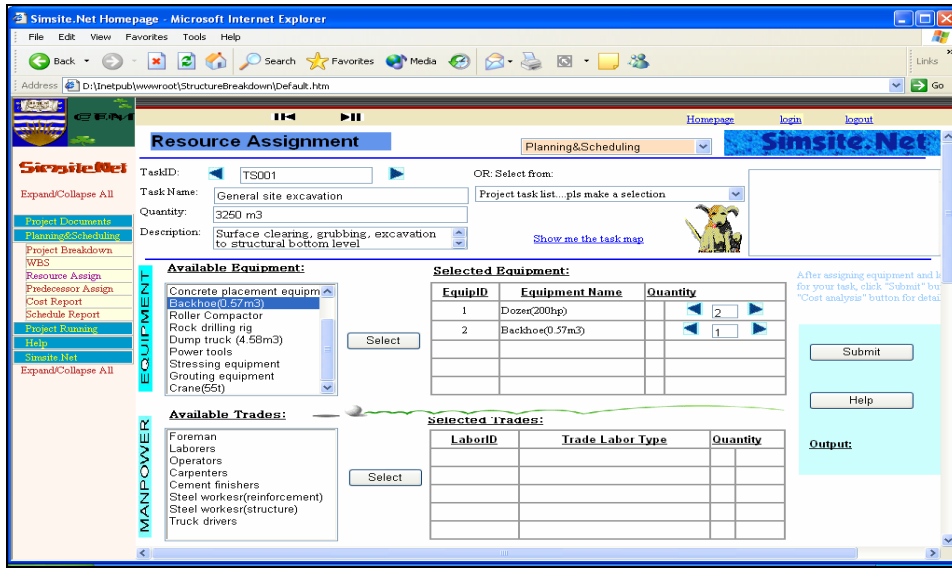 Simsite.Net Homepage - Microsoft Internet Explorer
File Edit View Favorites Tools Help
Back Search Favorites Media Links
Address D:\Inetpub\wwwroot\StructureBreakdown\Default.htm Go
Homepage login logout
Resource Assignment Planning&Scheduling Simsite.Net
Simsite.Net
Expand/Collapse All
Project Documents
Planning&Scheduling
Project Breakdown
WBS
Resource Assign
Predecessor Assign
Cost Report
Schedule Report
Project Running
Help
Simsite.Net
Expand/Collapse All
TaskID: TS001 OR: Select from:
Task Name: General site excavation Project task list....pls make a selection
Quantity: 3250 m3
Description: Surface clearing, grubbing, excavation
to structural bottom level
Show me the task map
EQUIPMENT
Available Equipment:
Concrete placement equipm
Backhoe(0.57m3)
Roller Compactor
Rock drilling rig
Dump truck (4.58m3)
Power tools
Stressing equipment
Grouting equipment
Crane(55t)
Select
Selected Equipment:
EquipID Equipment Name Quantity
1 Dozer(200hp) 2
2 Backhoe(0.57m3) 1
After assigning equipment and la
for your task, click "Submit" bu
"Cost analysis" button for detai
Submit
Help
Output:
MANPOWER
Available Trades:
Foreman
Laborers
Operators
Carpenters
Cement finishers
Steel workesr(reinforcement)
Steel workesr(structure)
Truck drivers
Select
Selected Trades:
LaborID Trade Labor Type Quantity